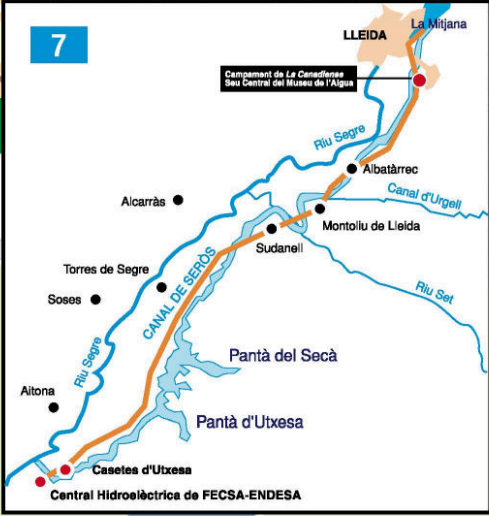 7
La Mitjana
LLEIDA
Campament de La Canadiense
Seu Central del Museu de l'Aigua
Riu Segre
Albatàrrec
Alcarràs
Canal d'Urgell
Montoliu de Lleida
Sudanell
Torres de Segre
CANAL DE SERÒS
Soses
Riu Set
Riu Segre
Pantà del Secà
Aitona
Pantà d'Utxesa
Casetes d'Utxesa
Central Hidroelèctrica de FECSA-ENDESA